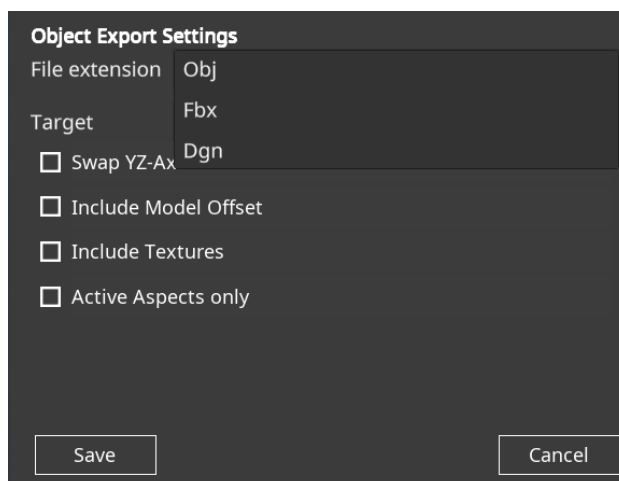 Object Export Settings
File extension Obj
Fbx
Target
Dgn
Swap YZ-Ax
Include Model Offset
Include Textures
Active Aspects only
Save Cancel